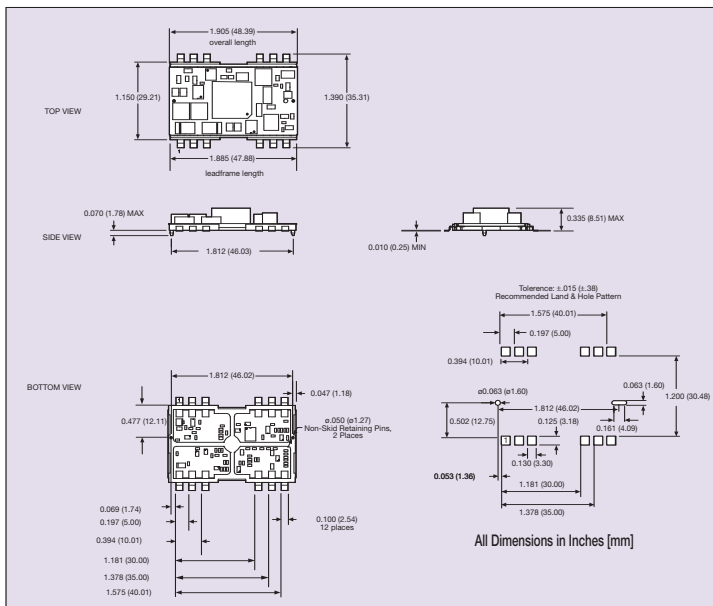 1.905 (48.39)
overall length
1.150 (29.21)
1.390 (35.31)
TOP VIEW
1
1.885 (47.88)
leadframe length
0.070 (1.78) MAX
0.335 (8.51) MAX
SIDE VIEW
0.010 (0.25) MIN
1.812 (46.03)
Tolerence: ±.015 (±.38)
Recommended Land & Hole Pattern
1.575 (40.01)
0.197 (5.00)
0.394 (10.01)
1.812 (46.02)
BOTTOM VIEW
0.047 (1.18)
1
0.477 (12.11)
ø.050 (ø1.27)
Non-Skid Retaining Pins,
2 Places
ø0.063 (ø1.60)
0.063 (1.60)
1.200 (30.48)
1.812 (46.02)
0.502 (12.75)
0.125 (3.18)
0.161 (4.09)
1
0.130 (3.30)
0.053 (1.36)
1.181 (30.00)
1.378 (35.00)
0.069 (1.74)
0.197 (5.00)
0.100 (2.54)
12 places
0.394 (10.01)
1.181 (30.00)
1.378 (35.00)
1.575 (40.01)
All Dimensions in Inches [mm]